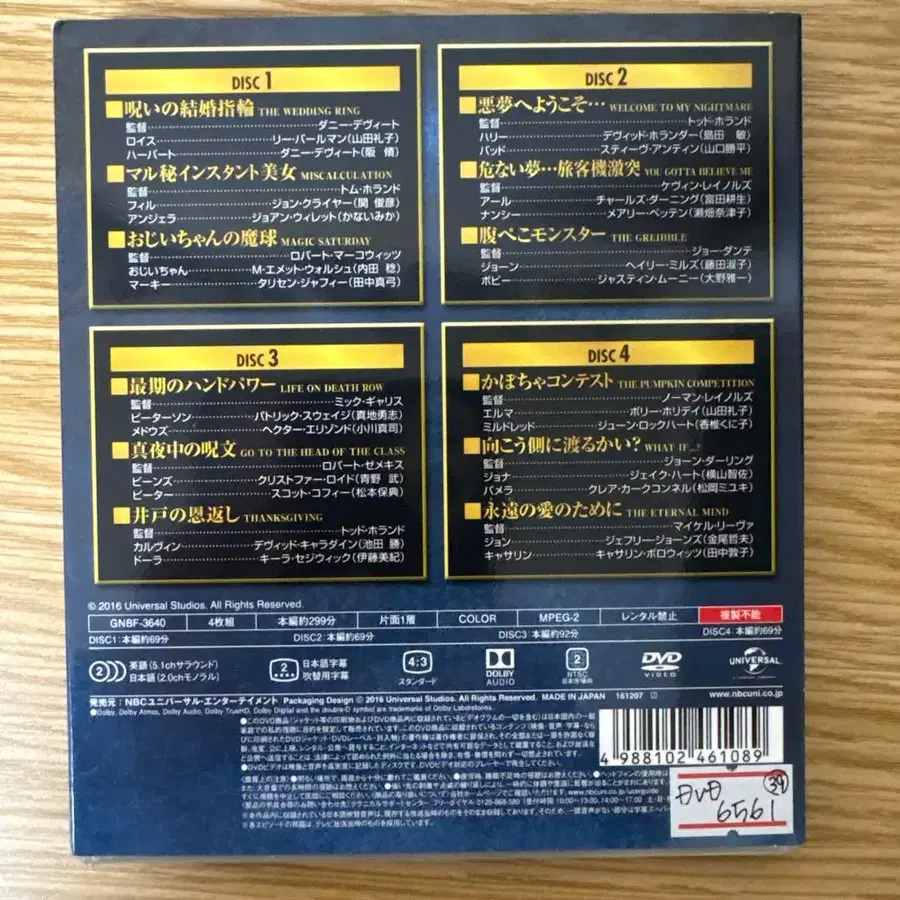 DISC 1
■呪いの結婚指輪 THE WEDDING RING
監督……ダニー・デヴィート
ロイス……リー・パールマン(山田礼子)
ハーバート……ダニー・デヴィート(阪 脩)
■マル秘インスタント美女 MISCALCULATION
監督……トム・ホランド
フィル……ジョン・クライヤー(関 俊彦)
アンジェラ……ジョアン・ウィレット(かないみか)
■おじいちゃんの魔球 MAGIC SATURDAY
監督……ロバート・マーコウィッツ
おじいちゃん……M・エメット・ウォルシュ(内田 稔)
マーキー……タリセン・ジャフィー(田中真弓)
DISC 2
■悪夢へようこそ… WELCOME TO MY NIGHTMARE
監督……トッド・ホランド
ハリー……デヴィッド・ホランダー(島田 敏)
バッド……スティーヴ・アンティン(山口勝平)
■危ない夢…旅客機激突 YOU GOTTA BELIEVE ME
監督……ケヴィン・レイノルズ
アール……チャールズ・ダーニング(富田耕生)
ナンシー……メアリー・ベッテン(瀬畑奈津子)
■腹ぺこモンスター THE GREIBBLE
監督……ジョー・ダンテ
ジョーン……ヘイリー・ミルズ(藤田淑子)
ボビー……ジャスティン・ムーニー(大野雅一)
DISC 3
■最期のハンドパワー LIFE ON DEATH ROW
監督……ミック・ギャリス
ピーターソン……パトリック・スウェイジ(真地勇志)
メドウズ……ヘクター・エリゾンド(小川真司)
■真夜中の呪文 GO TO THE HEAD OF THE CLASS
監督……ロバート・ゼメキス
ビーンズ……クリストファー・ロイド(青野 武)
ピーター……スコット・コフィー(松本保典)
■井戸の恩返し THANKSGIVING
監督……トッド・ホランド
カルヴィン……デヴィッド・キャラダイン(池田 勝)
ドーラ……キーラ・セジウィック(伊藤美紀)
DISC 4
■かぼちゃコンテスト THE PUMPKIN COMPETITION
監督……ノーマン・レイノルズ
エルマ……ポリー・ホリデイ(山田礼子)
ミルドレッド……ジューン・ロックハート(香椎くに子)
■向こう側に渡るかい? WHAT IF...?
監督……ジョーン・ダーリング
ジョナ……ジェイク・ハート(横山智佐)
パメラ……クレア・カークコンネル(松岡ミユキ)
■永遠の愛のために THE ETERNAL MIND
監督……マイケル・リーヴァ
ジョン……ジェフリー・ジョーンズ(金尾哲夫)
キャサリン……キャサリン・ボロウィッツ(田中敦子)
© 2016 Universal Studios. All Rights Reserved.
GNBF-3640 4枚組 本編約299分 片面1層 COLOR MPEG-2 レンタル禁止 複製不能
DISC1:本編約69分 DISC2:本編約69分 DISC3:本編約92分 DISC4:本編約69分
2 英語(5.1chサラウンド) 日本語(2.0chモノラル)
2 日本語字幕 吹替用字幕
4:3 スタンダード
DOLBY AUDIO
2 NTSC 日本市場向
DVD VIDEO
UNIVERSAL
発売元:NBCユニバーサル・エンターテイメント Packaging Design © 2016 Universal Studios. All Rights Reserved. MADE IN JAPAN 161207 www.nbcuni.co.jp
●Dolby, Dolby Atmos, Dolby Audio, Dolby TrueHD, Dolby Digital and the double-D symbol are trademarks of Dolby Laboratories.
4 988102 461089
DVD 39
6561